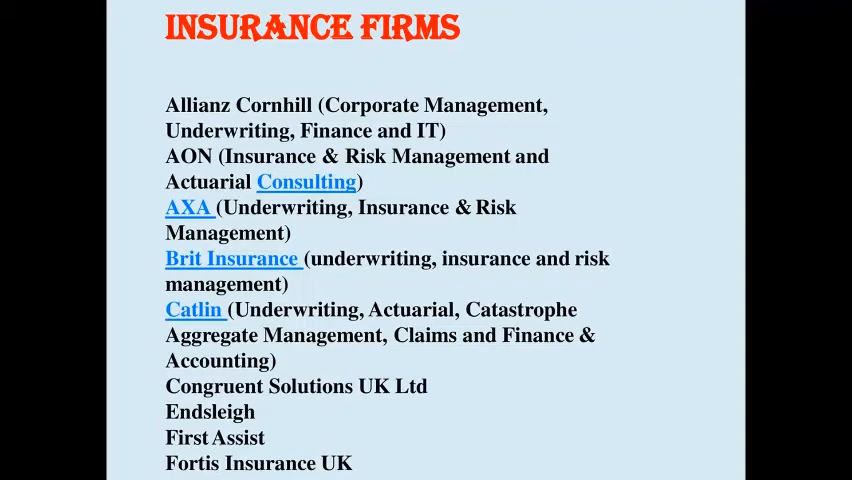 INSURANCE FIRMS
Allianz Cornhill (Corporate Management,
Underwriting, Finance and IT)
AON (Insurance & Risk Management and
Actuarial Consulting)
AXA (Underwriting, Insurance & Risk
Management)
Brit Insurance (underwriting, insurance and risk
management)
Catlin (Underwriting, Actuarial, Catastrophe
Aggregate Management, Claims and Finance &
Accounting)
Congruent Solutions UK Ltd
Endsleigh
First Assist
Fortis Insurance UK